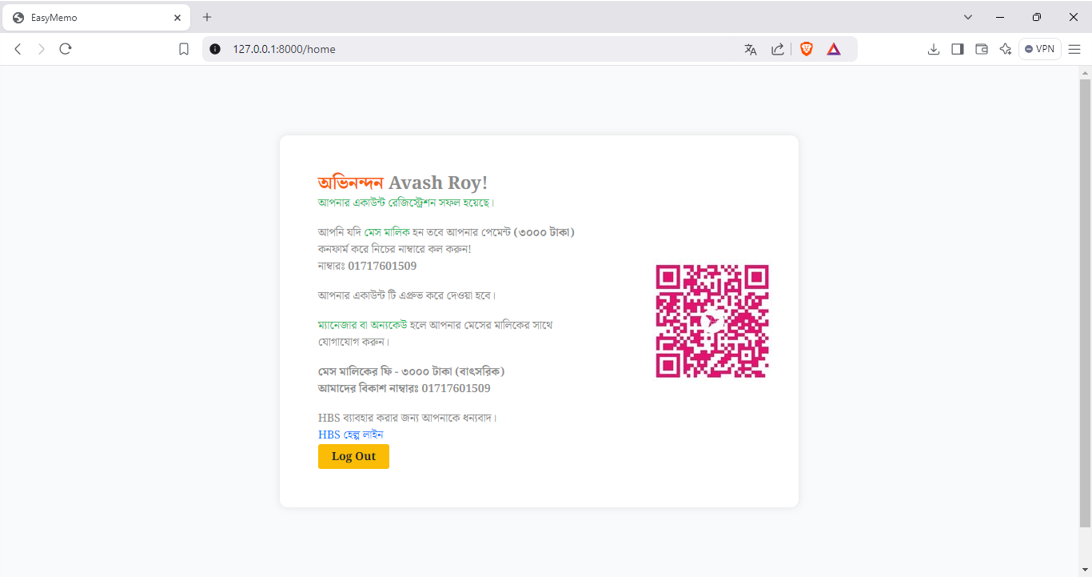 EasyMemo
127.0.0.1:8000/home
VPN
অভিনন্দন Avash Roy!
আপনার একাউন্ট রেজিস্ট্রেশন সফল হয়েছে।
আপনি যদি মেস মালিক হন তবে আপনার পেমেন্ট (৩০০০ টাকা)
কনফার্ম করে নিচের নাম্বারে কল করুন!
নাম্বারঃ 01717601509
আপনার একাউন্ট টি এপ্রুভ করে দেওয়া হবে।
ম্যানেজার বা অন্যকেউ হলে আপনার মেসের মালিকের সাথে
যোগাযোগ করুন।
মেস মালিকের ফি - ৩০০০ টাকা (বাৎসরিক)
আমাদের বিকাশ নাম্বারঃ 01717601509
HBS ব্যাবহার করার জন্য আপনাকে ধন্যবাদ।
HBS হেল্প লাইন
Log Out